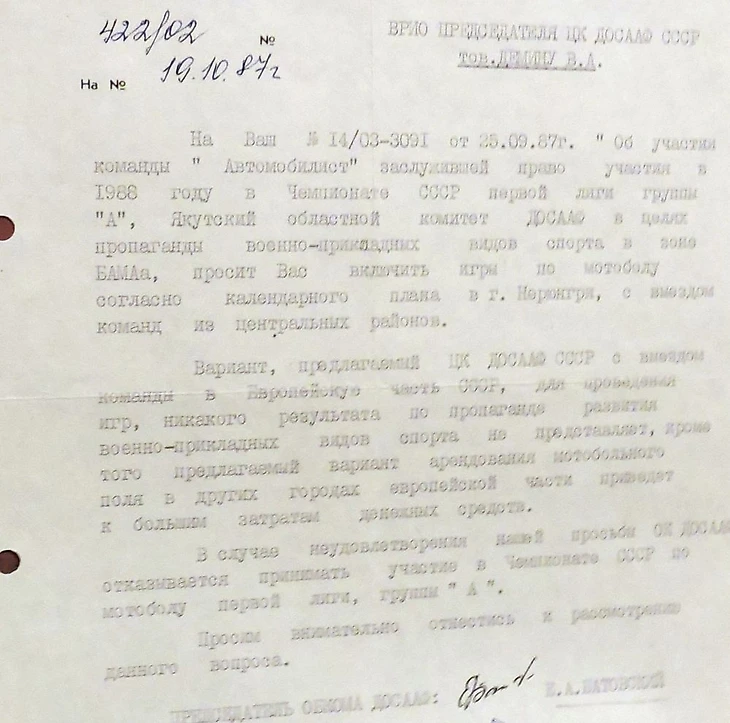 422/02
№
На № 19.10.87г
ВРИО ПРЕДСЕДАТЕЛЯ ЦК ДОСААФ СССР
тов.ДЕМИНУ В.А.
На Ваш № 14/03-3091 от 25.09.87г. " Об участии
команды " Автомобилист" заслужившей право участия в
1988 году в Чемпионате СССР первой лиги группы
"А", Якутский областной комитет ДОСААФ в целях
пропаганды военно-прикладных видов спорта в зоне
БАМАа, просит Вас включить игры по мотоболу
согласно календарного плана в г. Нерюнгри, с выездом
команд из центральных районов.
Вариант, предлагаемый ЦК ДОСААФ СССР с выездом
команды в Европейскую часть СССР, для проведения
игр, никакого результата по пропаганде развития
военно-прикладных видов спорта не представляет, кроме
того предлагаемый вариант арендования мотобольного
поля в других городах европейской части приведет
к большим затратам денежных средств.
В случае неудовлетворения нашей просьбы ОК ДОСААФ
отказывается принимать участие в Чемпионате СССР по
мотоболу первой лиги, группы " А ".
Просим внимательно отнестись к рассмотрению
данного вопроса.
ПРЕДСЕДАТЕЛЬ ОБКОМА ДОСААФ: